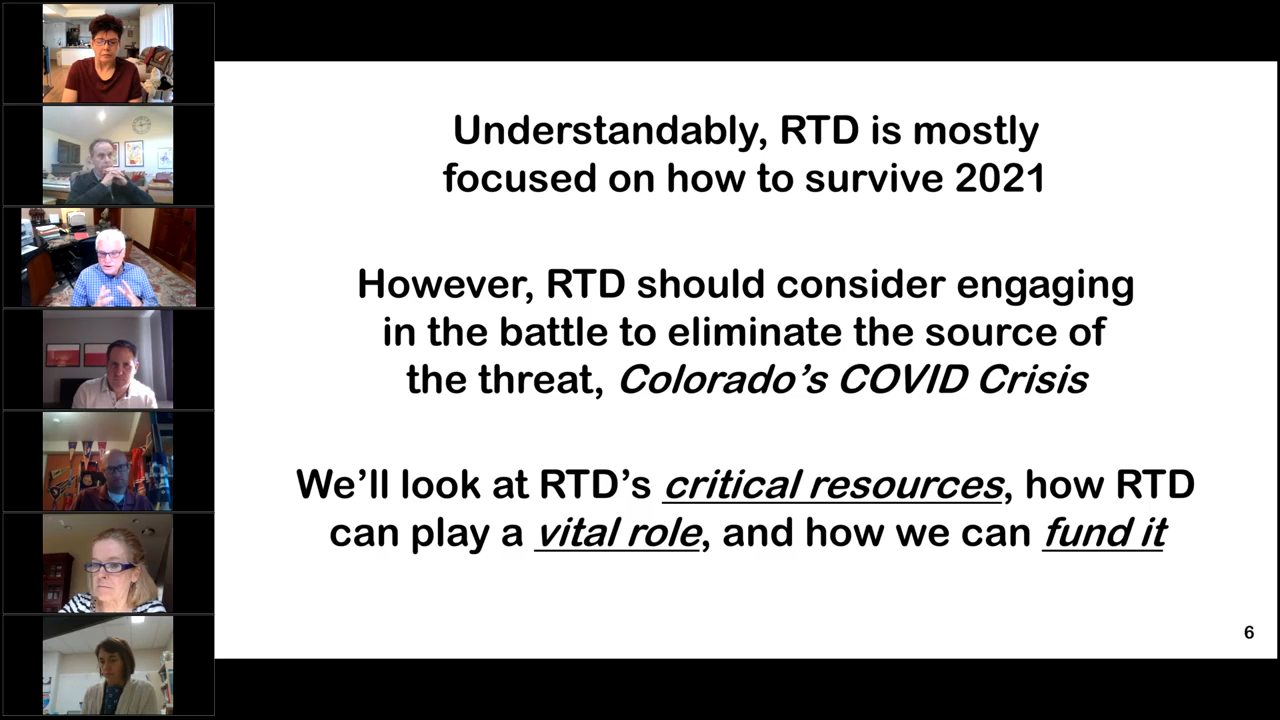 Understandably, RTD is mostly
focused on how to survive 2021
However, RTD should consider engaging
in the battle to eliminate the source of
the threat, Colorado’s COVID Crisis
We’ll look at RTD’s critical resources, how RTD
can play a vital role, and how we can fund it
6